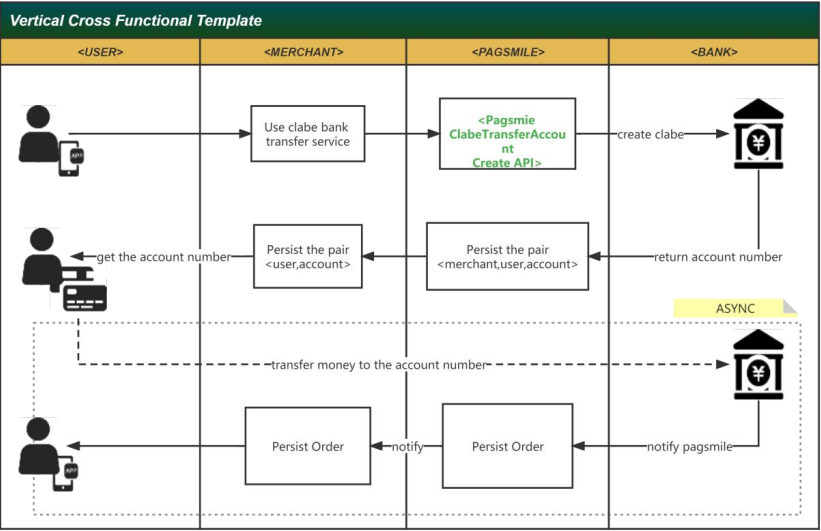 Vertical Cross Functional Template
<USER>
<MERCHANT>
<PAGSMILE>
<BANK>
Use clabe bank
transfer service
<Pagsmie
ClabeTransferAccou
nt
Create API>
create clabe
APP
¥
get the account number
Persist the pair
<user,account>
Persist the pair
<merchant,user,account>
return account number
ASYNC
transfer money to the account number
¥
Persist Order
notify
Persist Order
notify pagsmile
APP